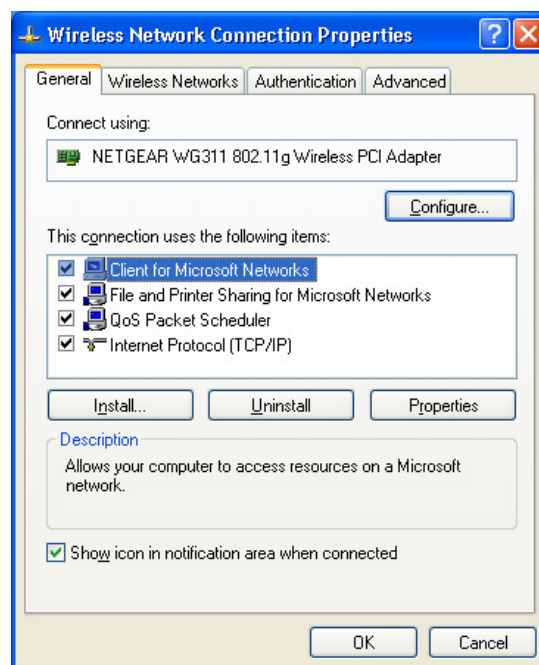 Wireless Network Connection Properties
General Wireless Networks Authentication Advanced
Connect using:
NETGEAR WG311 802.11g Wireless PCI Adapter
Configure...
This connection uses the following items:
Client for Microsoft Networks
File and Printer Sharing for Microsoft Networks
QoS Packet Scheduler
Internet Protocol (TCP/IP)
Install... Uninstall Properties
Description
Allows your computer to access resources on a Microsoft
network.
Show icon in notification area when connected
OK Cancel